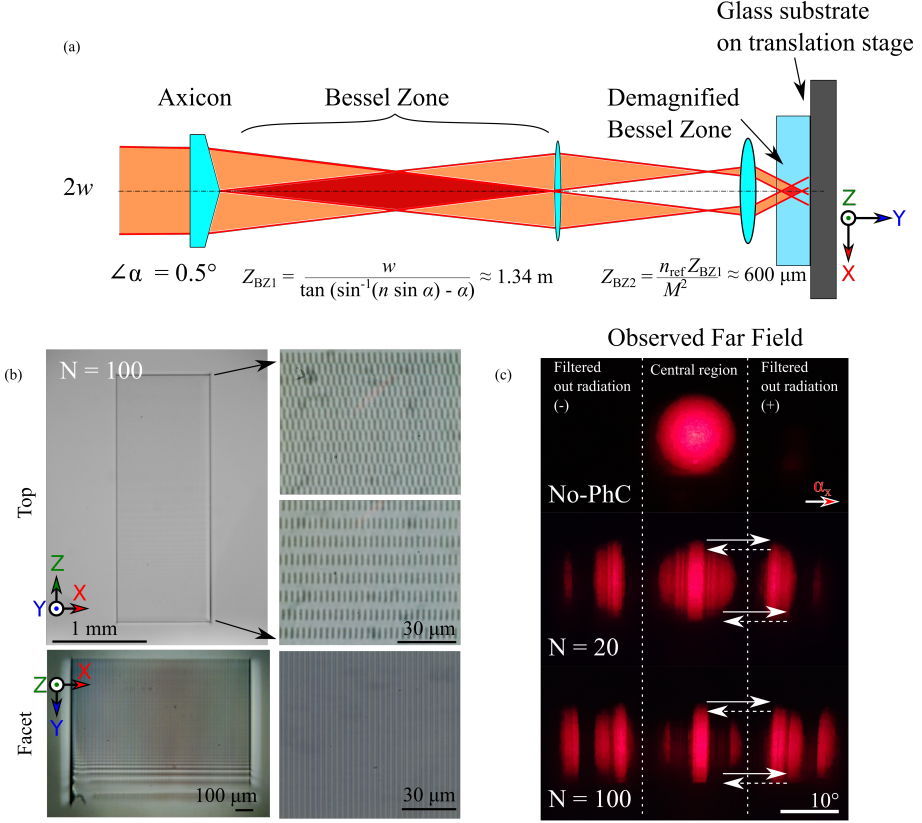 (a)
Glass substrate
on translation stage
Axicon
Bessel Zone
Demagnified
Bessel Zone
2w
Z
Y
X
∠α = 0.5°
Z_BZ1 = w / tan (sin⁻¹(n sin α) - α) ≈ 1.34 m
Z_BZ2 = n_ref Z_BZ1 / M² ≈ 600 μm
(b)
N = 100
Top
Z
Y
X
1 mm
30 μm
Facet
Z
X
Y
100 μm
30 μm
Observed Far Field
(c)
Filtered
out radiation
(-)
Central region
Filtered
out radiation
(+)
No-PhC
αx
N = 20
N = 100
10°